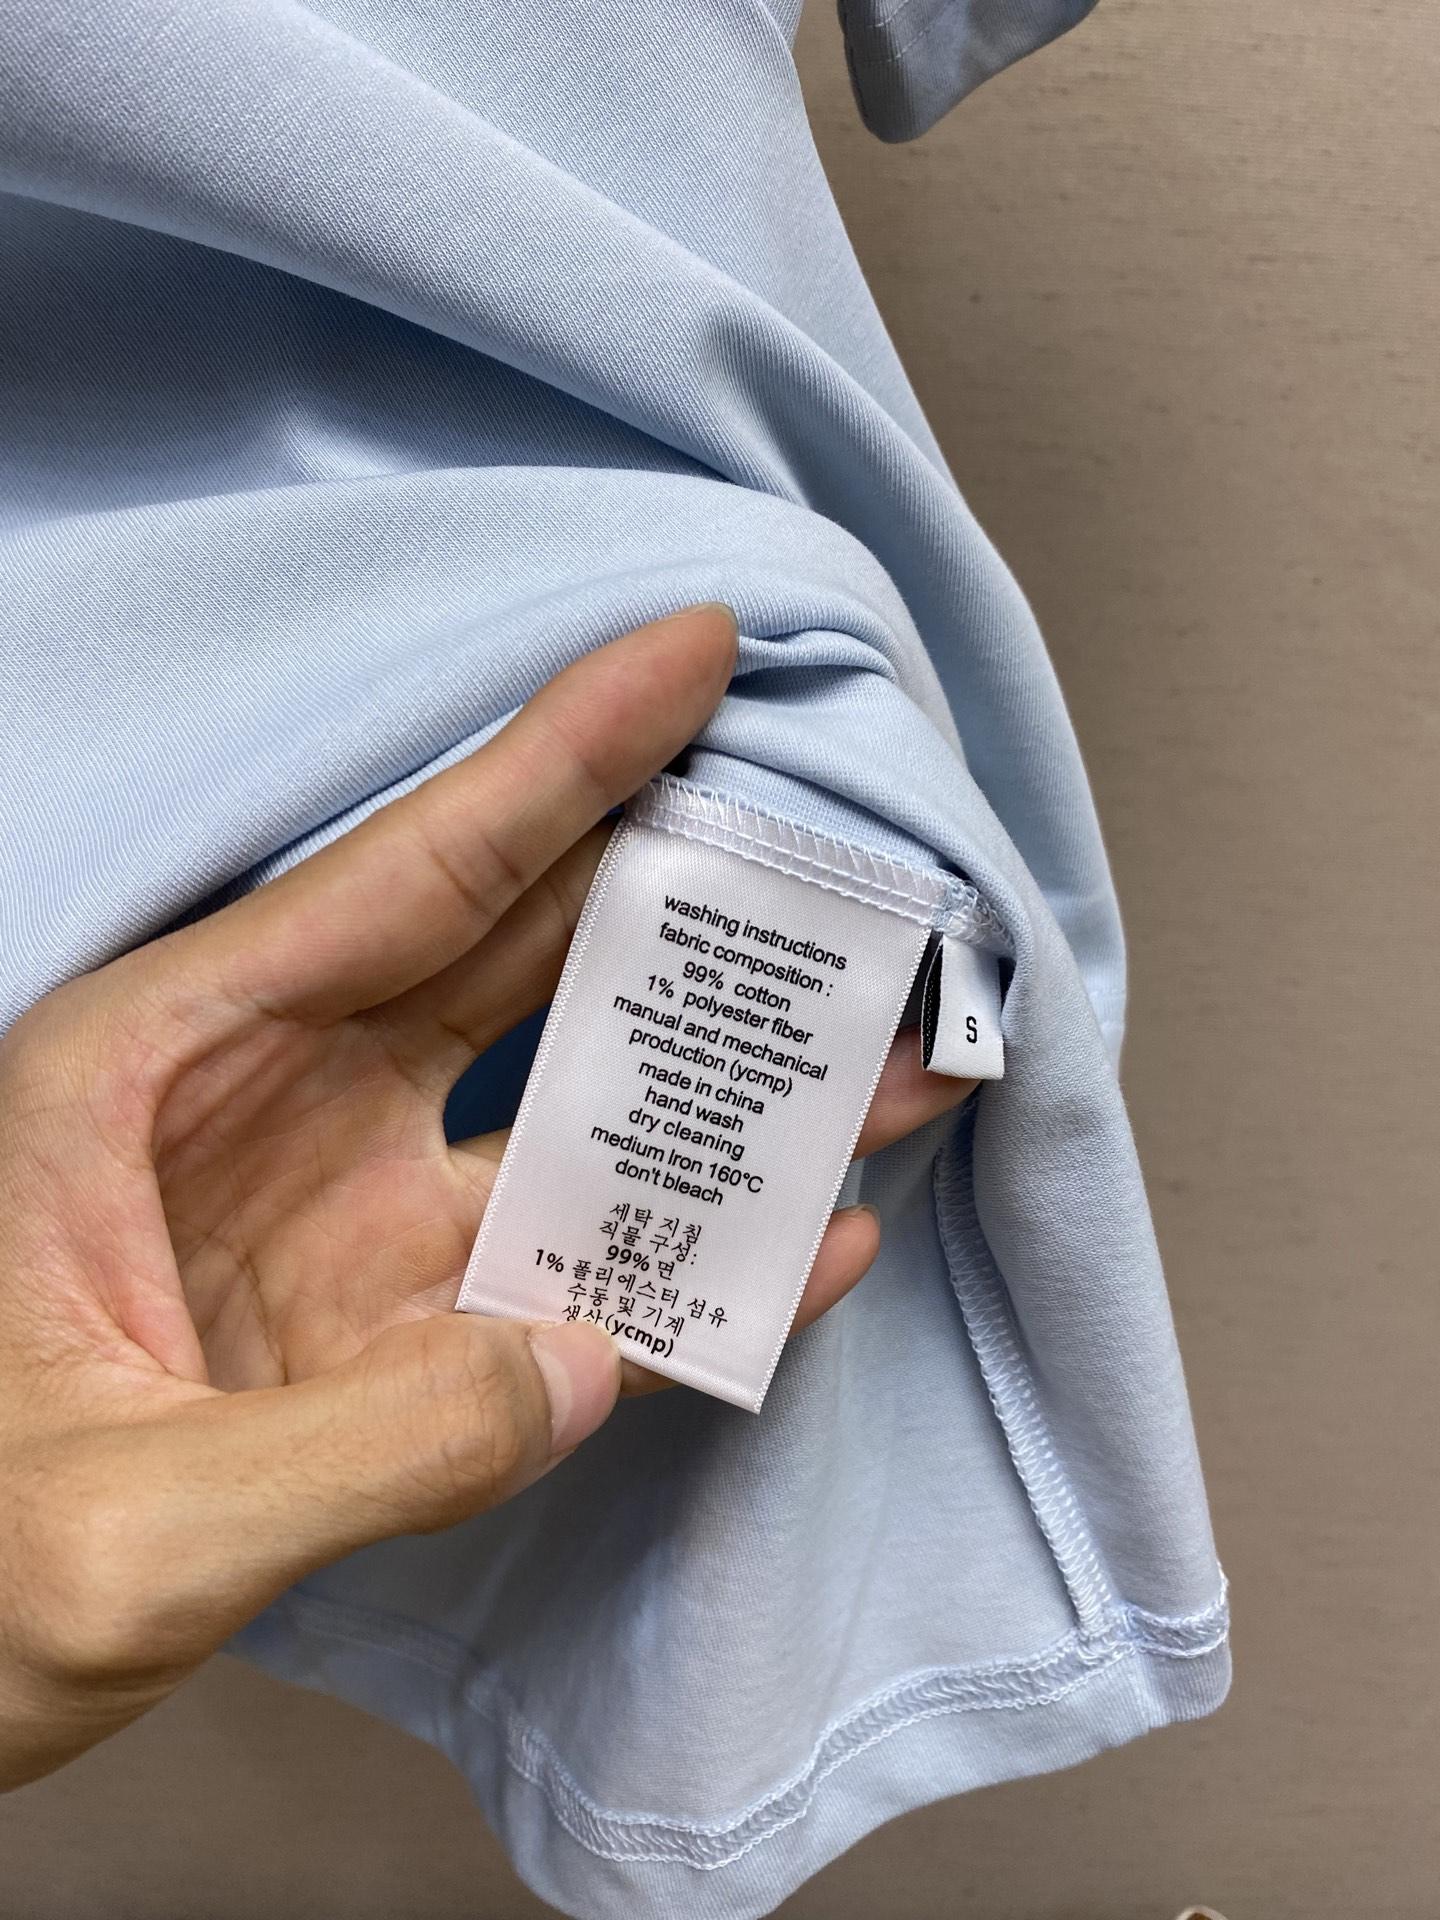 washing instructions
fabric composition :
99% cotton
1% polyester fiber
manual and mechanical
production (ycmp)
made in china
hand wash
dry cleaning
medium Iron 160°C
don't bleach
세탁 지침
직물 구성:
99% 면
1% 폴리에스터 섬유
수동 및 기계
생산(ycmp)
S